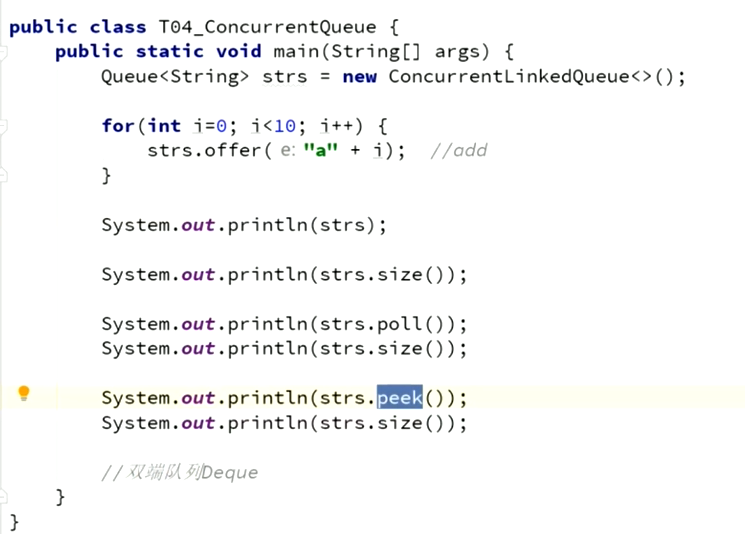 public class T04_ConcurrentQueue {
    public static void main(String[] args) {
        Queue<String> strs = new ConcurrentLinkedQueue<>();
        for(int i=0; i<10; i++) {
            strs.offer( e: "a" + i);  //add
        }
        System.out.println(strs);
        System.out.println(strs.size());
        System.out.println(strs.poll());
        System.out.println(strs.size());
        System.out.println(strs.peek());
        System.out.println(strs.size());
        //双端队列Deque
    }
}